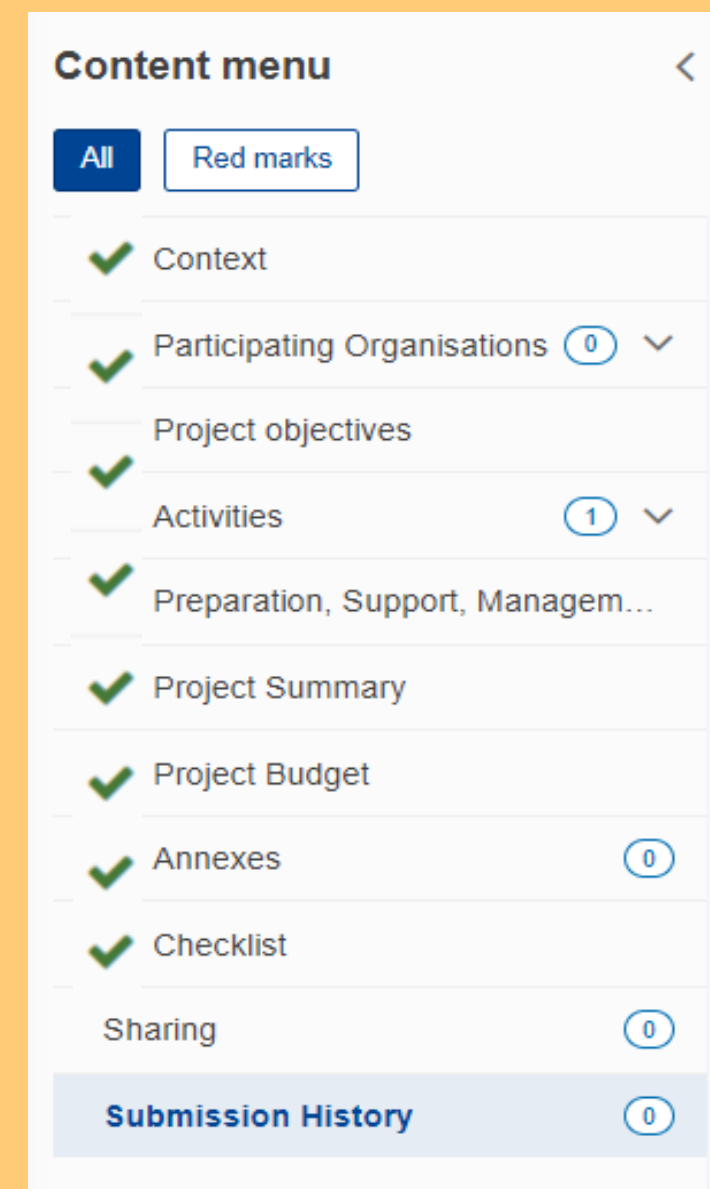 Content menu
All Red marks
Context
Participating Organisations 0
Project objectives
Activities 1
Preparation, Support, Managem...
Project Summary
Project Budget
Annexes 0
Checklist
Sharing 0
Submission History 0